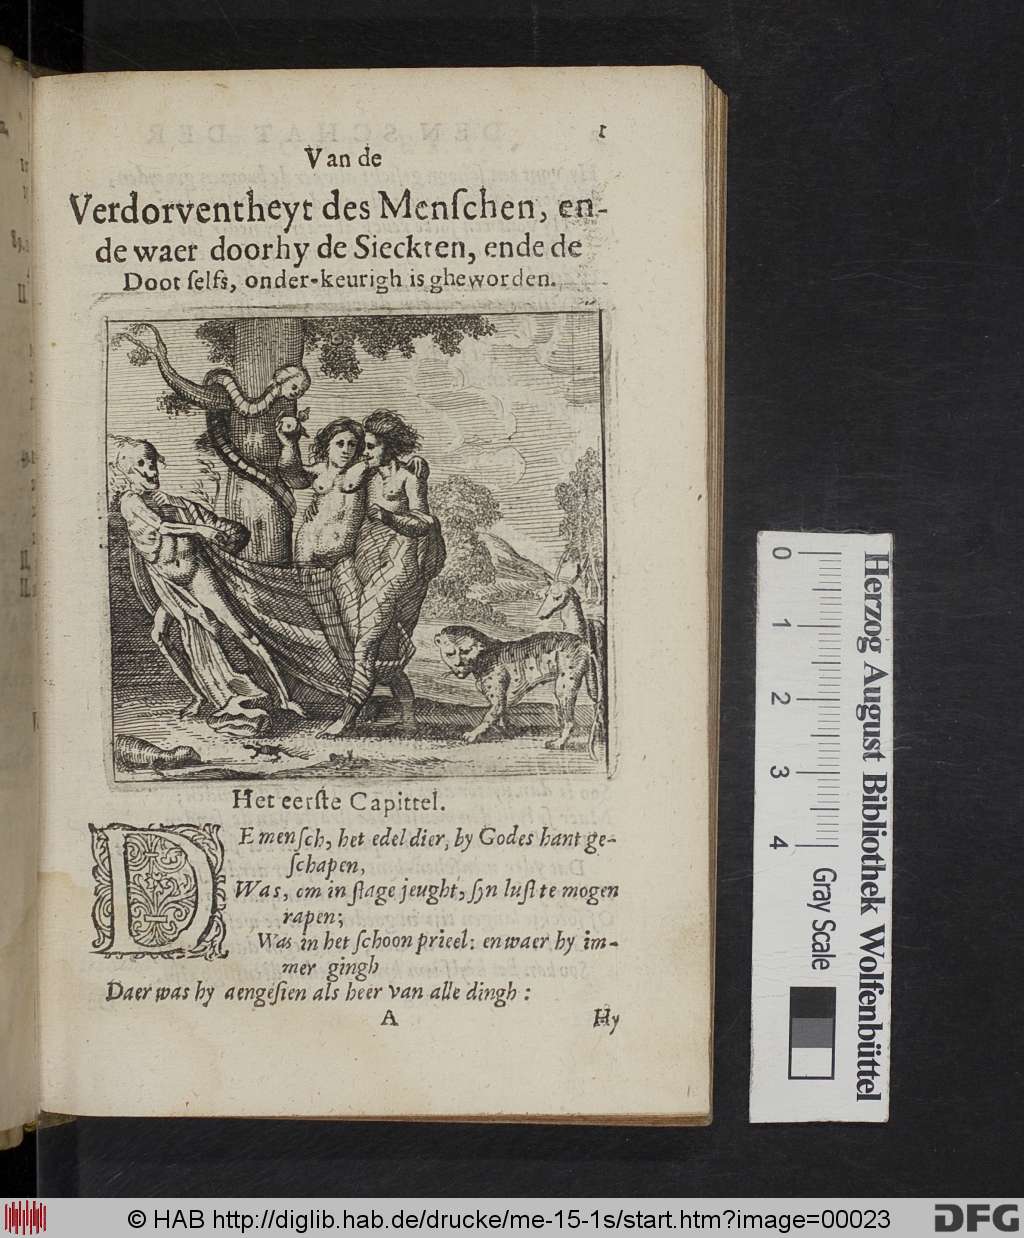 1
Van de
Verdorventheyt des Menſchen, en-
de waer doorhy de Sieckten, ende de
Doot ſelfs, onder-keurigh is gheworden.
Het eerſte Capittel.
DE menſch, het edel dier, by Godes hant ge-
ſchapen,
Was, om in ſtage jeught, ſyn luſt te mogen
rapen;
Was in het ſchoon prieel: en waer hy im-
mer gingh
Daer was hy aengeſien als heer van alle dingh:
A
Hy
0
1
2
3
4
Gray Scale
Herzog August Bibliothek Wolfenbüttel
© HAB http://diglib.hab.de/drucke/me-15-1s/start.htm?image=00023
DFG